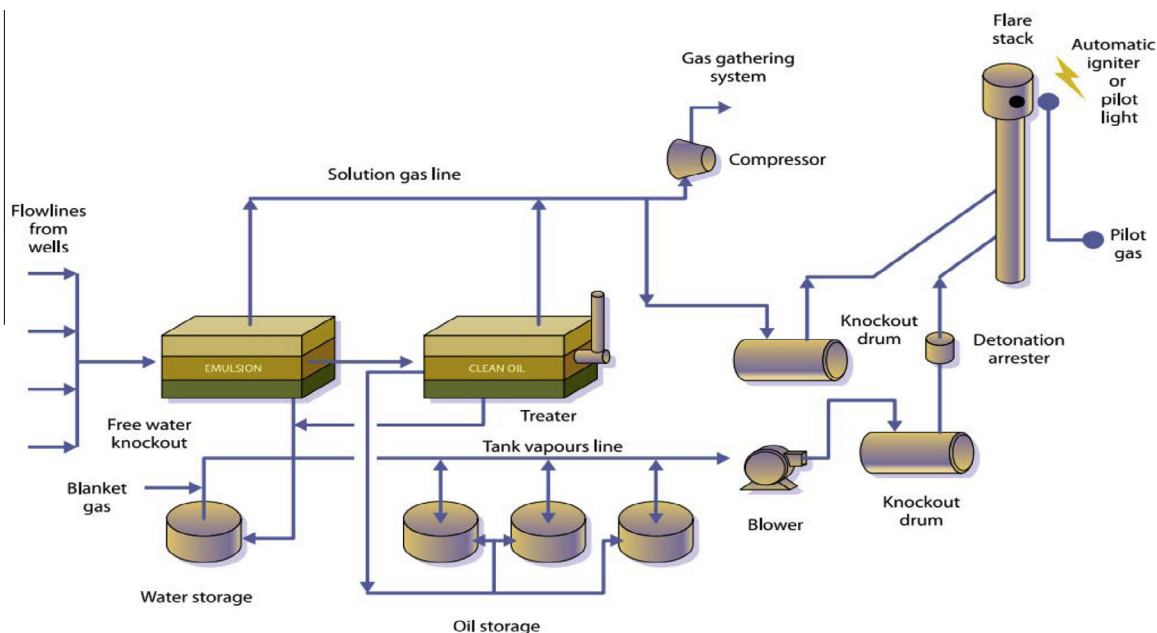 Flare
stack
Automatic
igniter
or
pilot
light
Gas gathering
system
Compressor
Solution gas line
Flowlines
from
wells
Pilot
gas
Knockout
drum
Detonation
arrester
EMULSION
CLEAN OIL
Free water
knockout
Treater
Tank vapours line
Blanket
gas
Blower
Knockout
drum
Water storage
Oil storage